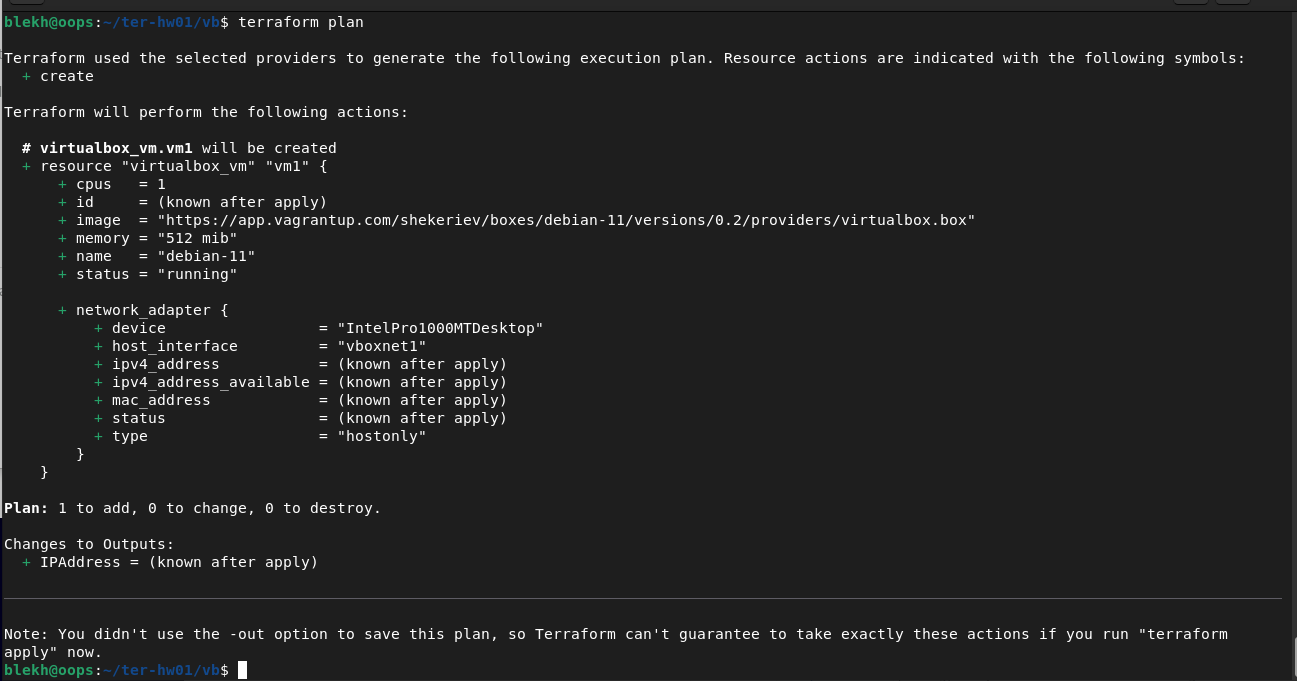 blekh@oops:~/ter-hw01/vb$ terraform plan
Terraform used the selected providers to generate the following execution plan. Resource actions are indicated with the following symbols:
+ create
Terraform will perform the following actions:
# virtualbox_vm.vm1 will be created
+ resource "virtualbox_vm" "vm1" {
+ cpus   = 1
+ id     = (known after apply)
+ image  = "https://app.vagrantup.com/shekeriev/boxes/debian-11/versions/0.2/providers/virtualbox.box"
+ memory = "512 mib"
+ name   = "debian-11"
+ status = "running"
+ network_adapter {
+ device                 = "IntelPro1000MTDesktop"
+ host_interface         = "vboxnet1"
+ ipv4_address           = (known after apply)
+ ipv4_address_available = (known after apply)
+ mac_address            = (known after apply)
+ status                 = (known after apply)
+ type                   = "hostonly"
}
}
Plan: 1 to add, 0 to change, 0 to destroy.
Changes to Outputs:
+ IPAddress = (known after apply)
Note: You didn't use the -out option to save this plan, so Terraform can't guarantee to take exactly these actions if you run "terraform
apply" now.
blekh@oops:~/ter-hw01/vb$